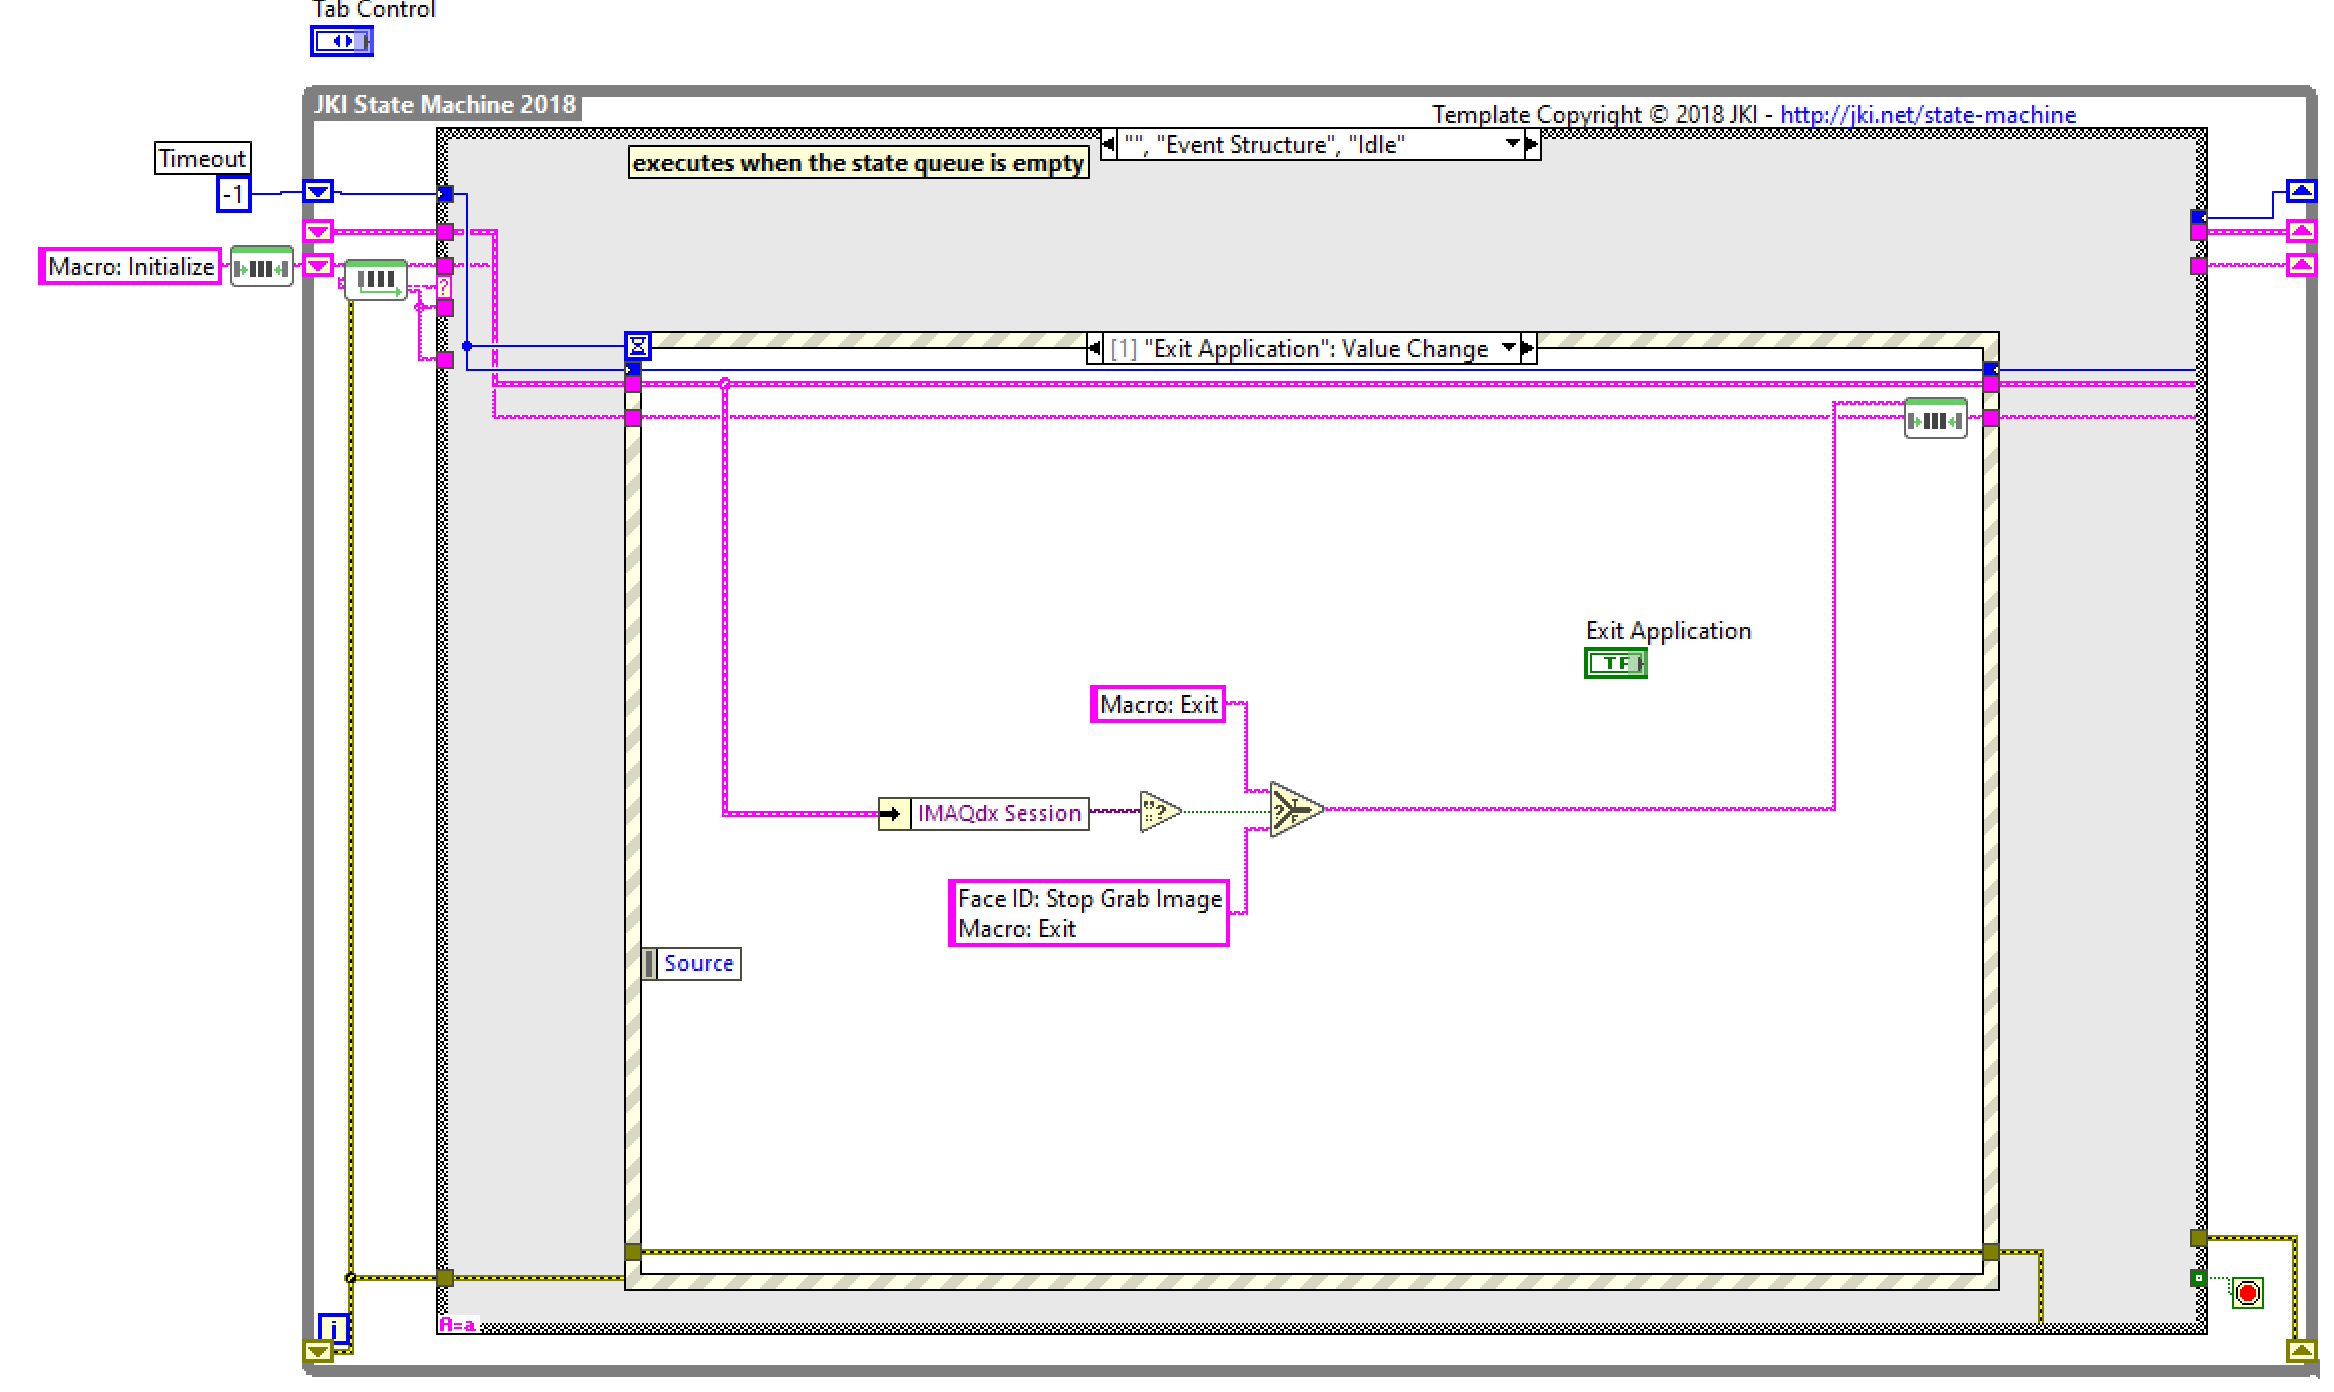 Tab Control
JKI State Machine 2018
Template Copyright © 2018 JKI - http://jki.net/state-machine
"", "Event Structure", "Idle"
Timeout
executes when the state queue is empty
-1
Macro: Initialize
?
[1] "Exit Application": Value Change
Exit Application
TF
Macro: Exit
IMAQdx Session
?
? T F
Face ID: Stop Grab Image
Macro: Exit
Source
i
A=a